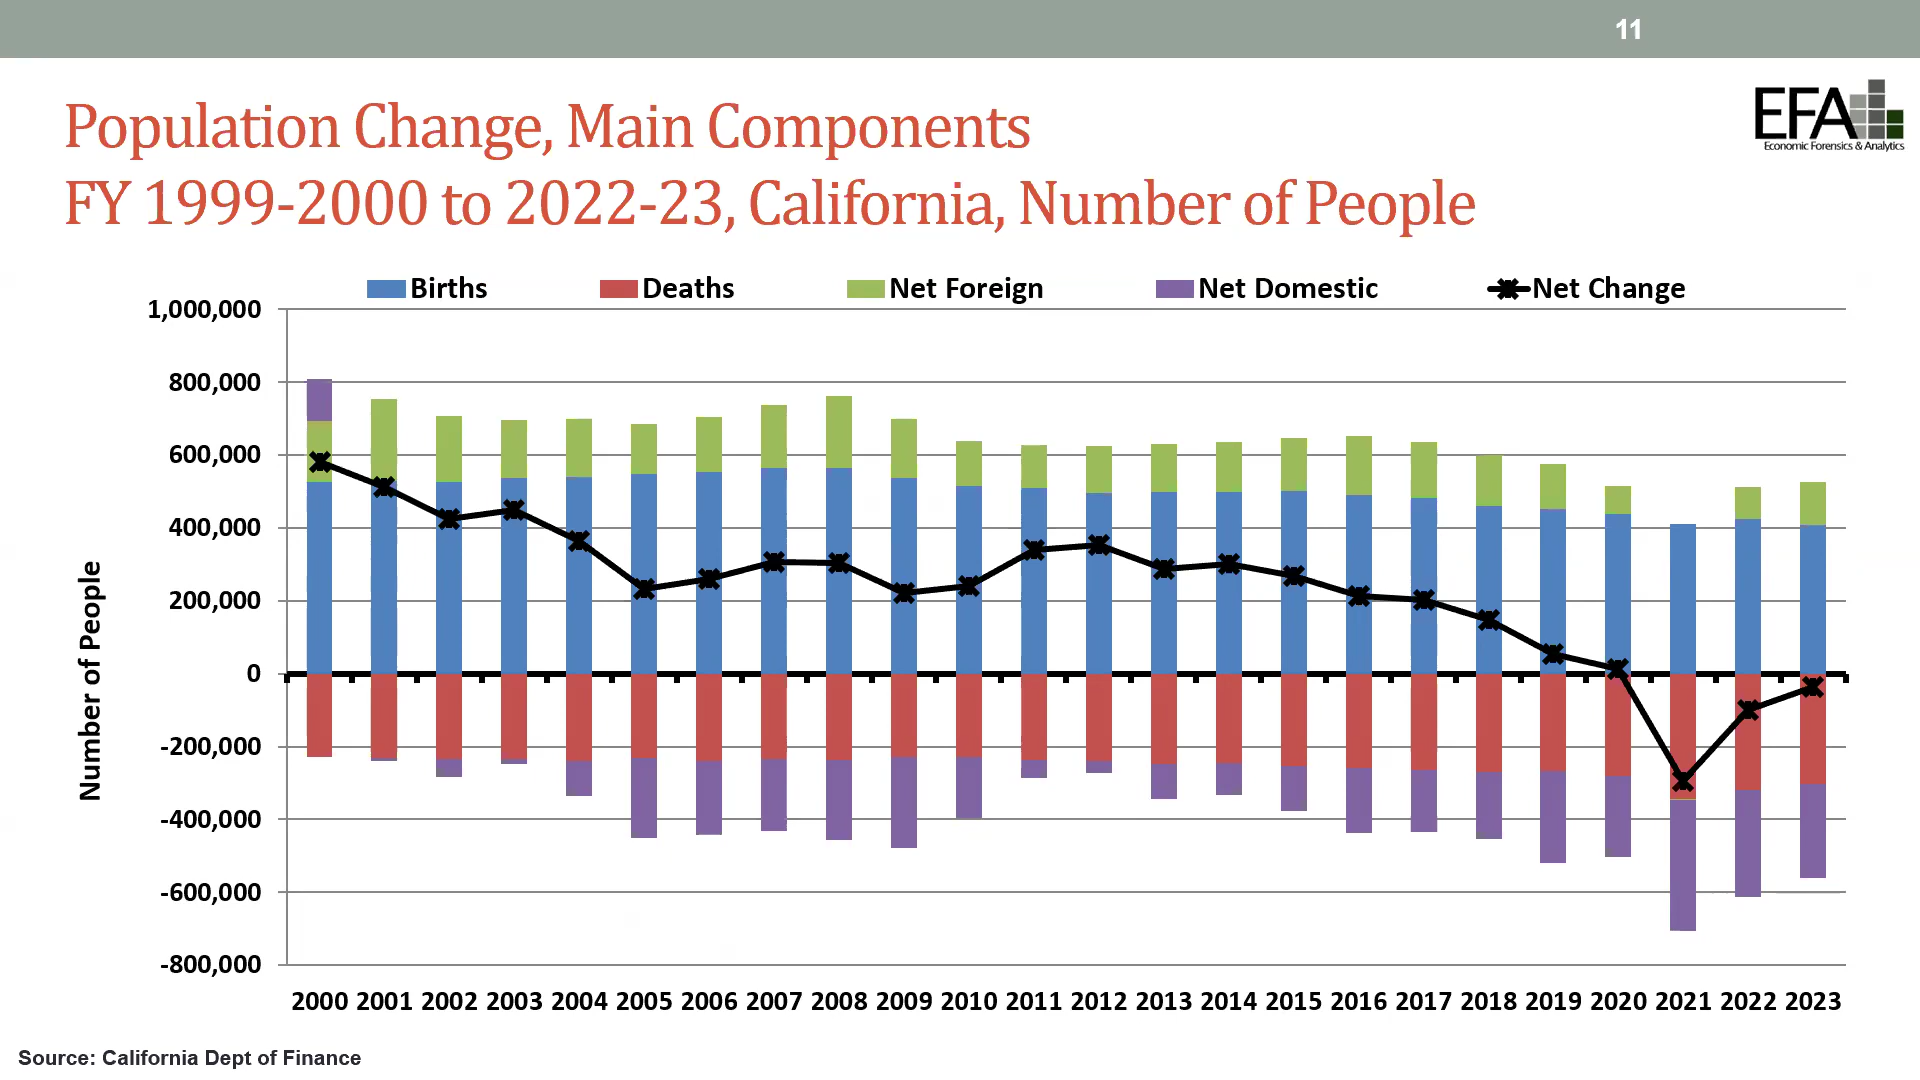 11
Population Change, Main Components
FY 1999-2000 to 2022-23, California, Number of People
EFA
Economic Forensics & Analytics
Births Deaths Net Foreign Net Domestic Net Change
1,000,000
800,000
600,000
400,000
200,000
0
-200,000
-400,000
-600,000
-800,000
Number of People
2000 2001 2002 2003 2004 2005 2006 2007 2008 2009 2010 2011 2012 2013 2014 2015 2016 2017 2018 2019 2020 2021 2022 2023
Source: California Dept of Finance